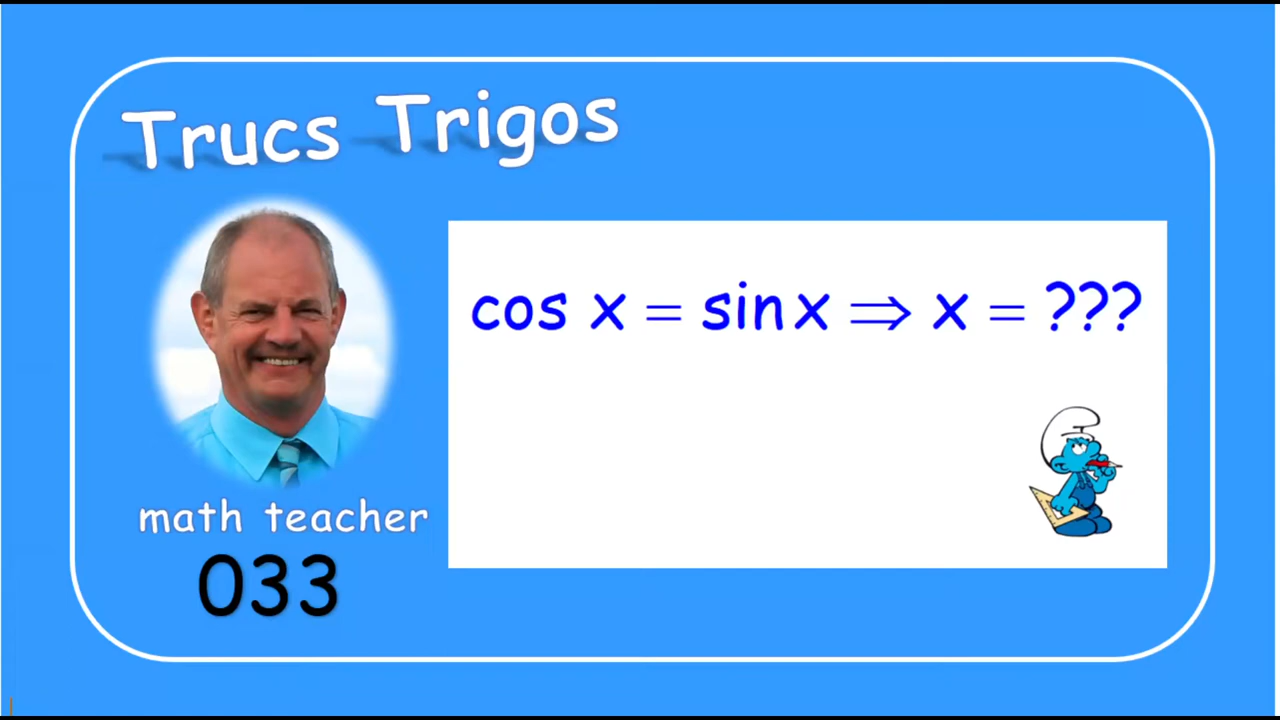 Trucs Trigos
cos x = sin x ⇒ x = ???
math teacher
033